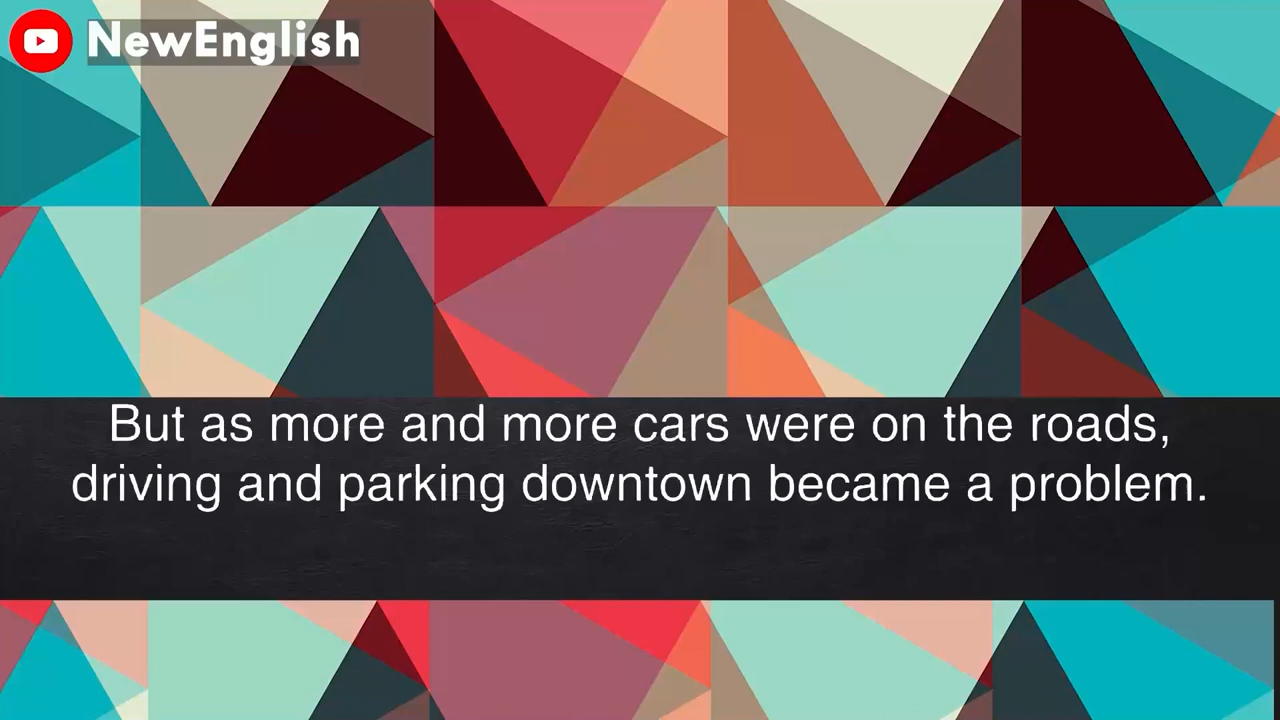 NewEnglish
But as more and more cars were on the roads,
driving and parking downtown became a problem.